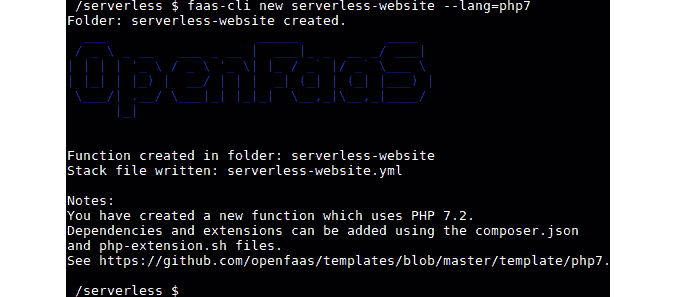 /serverless $ faas-cli new serverless-website --lang=php7
Folder: serverless-website created.
OpenFaaS
Function created in folder: serverless-website
Stack file written: serverless-website.yml
Notes:
You have created a new function which uses PHP 7.2.
Dependencies and extensions can be added using the composer.json
and php-extension.sh files.
See https://github.com/openfaas/templates/blob/master/template/php7.
/serverless $